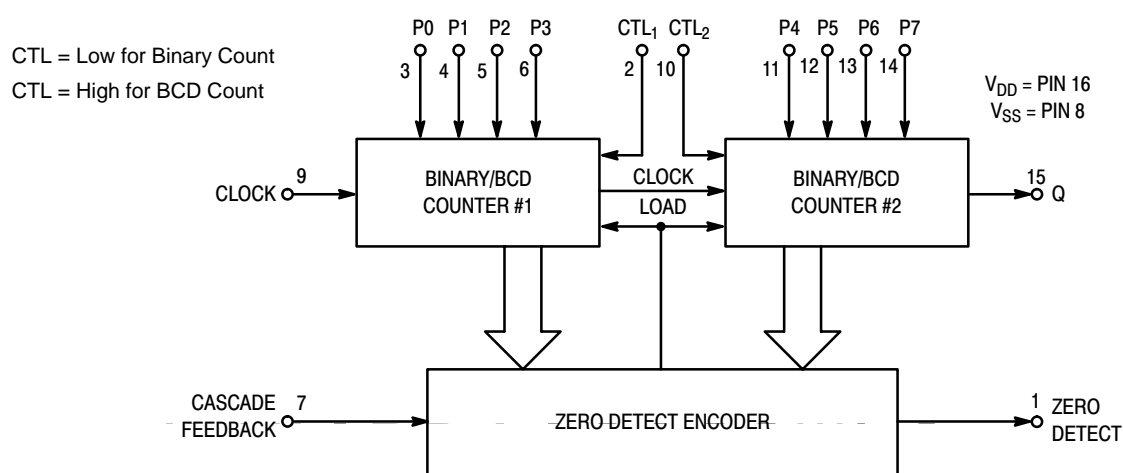 CTL = Low for Binary Count
CTL = High for BCD Count
P0 P1 P2 P3 CTL1 CTL2 P4 P5 P6 P7
3 4 5 6 2 10 11 12 13 14
VDD = PIN 16
VSS = PIN 8
CLOCK 9
BINARY/BCD
COUNTER #1
CLOCK
LOAD
BINARY/BCD
COUNTER #2
15
Q
CASCADE
FEEDBACK
7
ZERO DETECT ENCODER
1
ZERO
DETECT